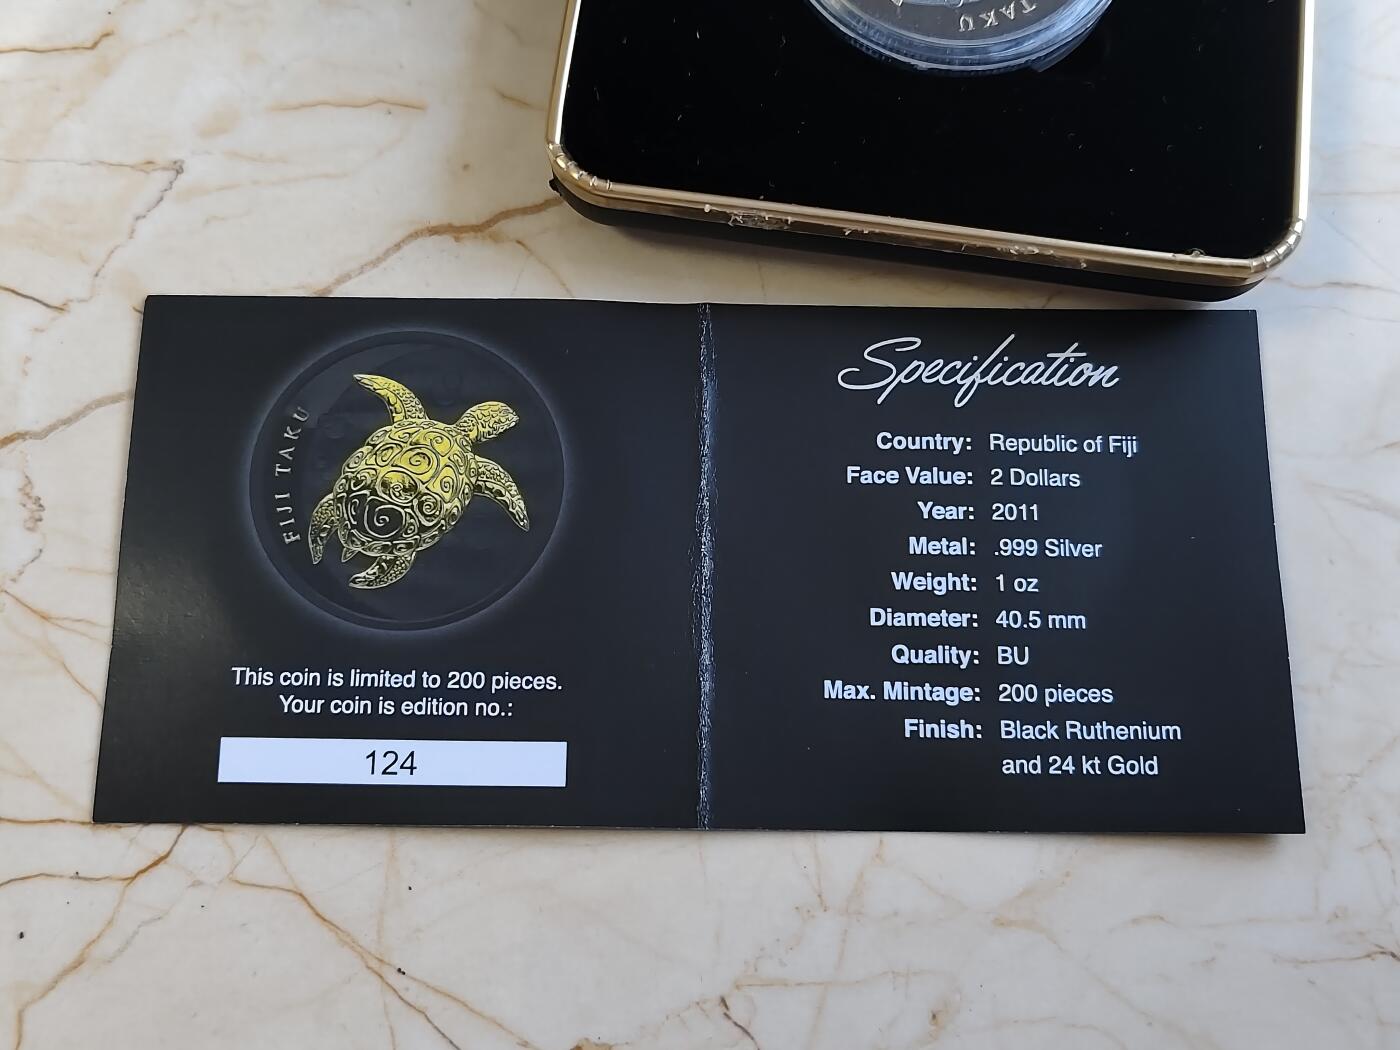 TAKU
FIJI TAKU
This coin is limited to 200 pieces.
Your coin is edition no.:
124
Specification
Country: Republic of Fiji
Face Value: 2 Dollars
Year: 2011
Metal: .999 Silver
Weight: 1 oz
Diameter: 40.5 mm
Quality: BU
Max. Mintage: 200 pieces
Finish: Black Ruthenium
and 24 kt Gold